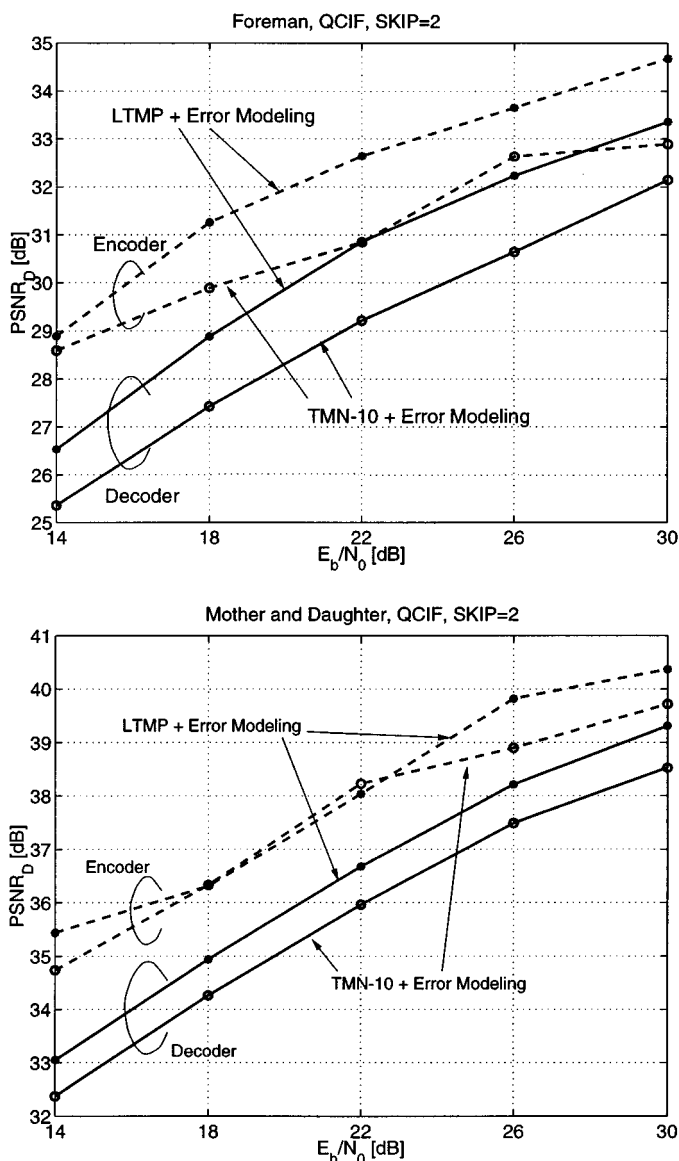 Foreman, QCIF, SKIP=2
35
34
33
32
31
30
29
28
27
26
25
PSNR_D [dB]
LTMP + Error Modeling
Encoder
TMN-10 + Error Modeling
Decoder
14
18
22
26
30
E_b/N_0 [dB]
Mother and Daughter, QCIF, SKIP=2
41
40
39
38
37
36
35
34
33
32
PSNR_D [dB]
LTMP + Error Modeling
Encoder
TMN-10 + Error Modeling
Decoder
14
18
22
26
30
E_b/N_0 [dB]